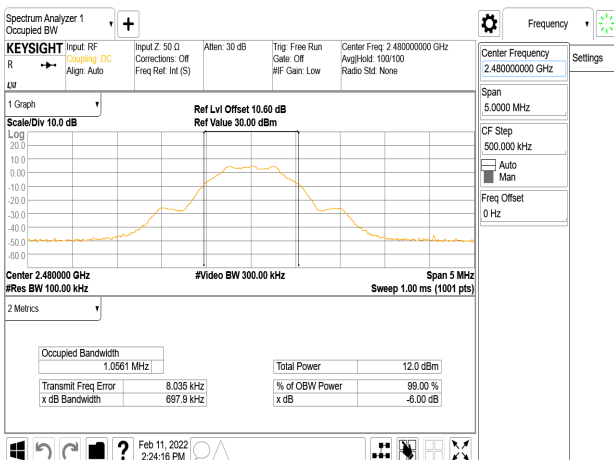 Spectrum Analyzer 1
Occupied BW
Frequency
KEYSIGHT
R
LXI
Input: RF
Coupling: DC
Align: Auto
Input Z: 50 Ω
Corrections: Off
Freq Ref: Int (S)
Atten: 30 dB
Trig: Free Run
Gate: Off
#IF Gain: Low
Center Freq: 2.480000000 GHz
Avg|Hold: 100/100
Radio Std: None
Center Frequency
2.480000000 GHz
Settings
Span
5.0000 MHz
CF Step
500.000 kHz
Auto
Man
Freq Offset
0 Hz
1 Graph
Scale/Div 10.0 dB
Ref Lvl Offset 10.60 dB
Ref Value 30.00 dBm
Log
20.0
10.0
0.00
-10.0
-20.0
-30.0
-40.0
-50.0
-60.0
Center 2.480000 GHz
#Res BW 100.00 kHz
#Video BW 300.00 kHz
Span 5 MHz
Sweep 1.00 ms (1001 pts)
2 Metrics
Occupied Bandwidth
1.0561 MHz
Total Power 12.0 dBm
Transmit Freq Error 8.035 kHz
x dB Bandwidth 697.9 kHz
% of OBW Power 99.00 %
x dB -6.00 dB
?
Feb 11, 2022
2:24:16 PM